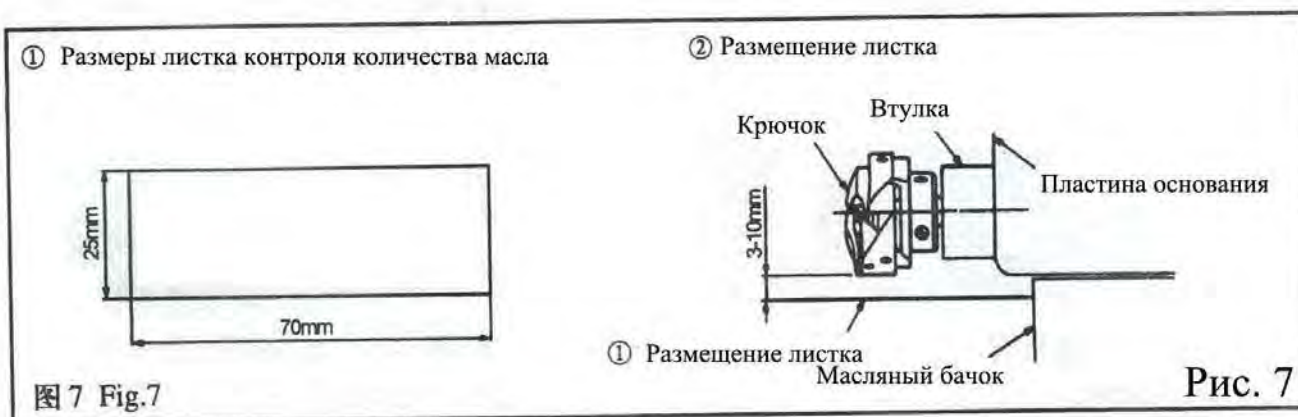 ① Размеры листка контроля количества масла
25mm
70mm
图 7 Fig.7
② Размещение листка
Крючок
Втулка
Пластина основания
3-10mm
① Размещение листка
Масляный бачок
Рис. 7